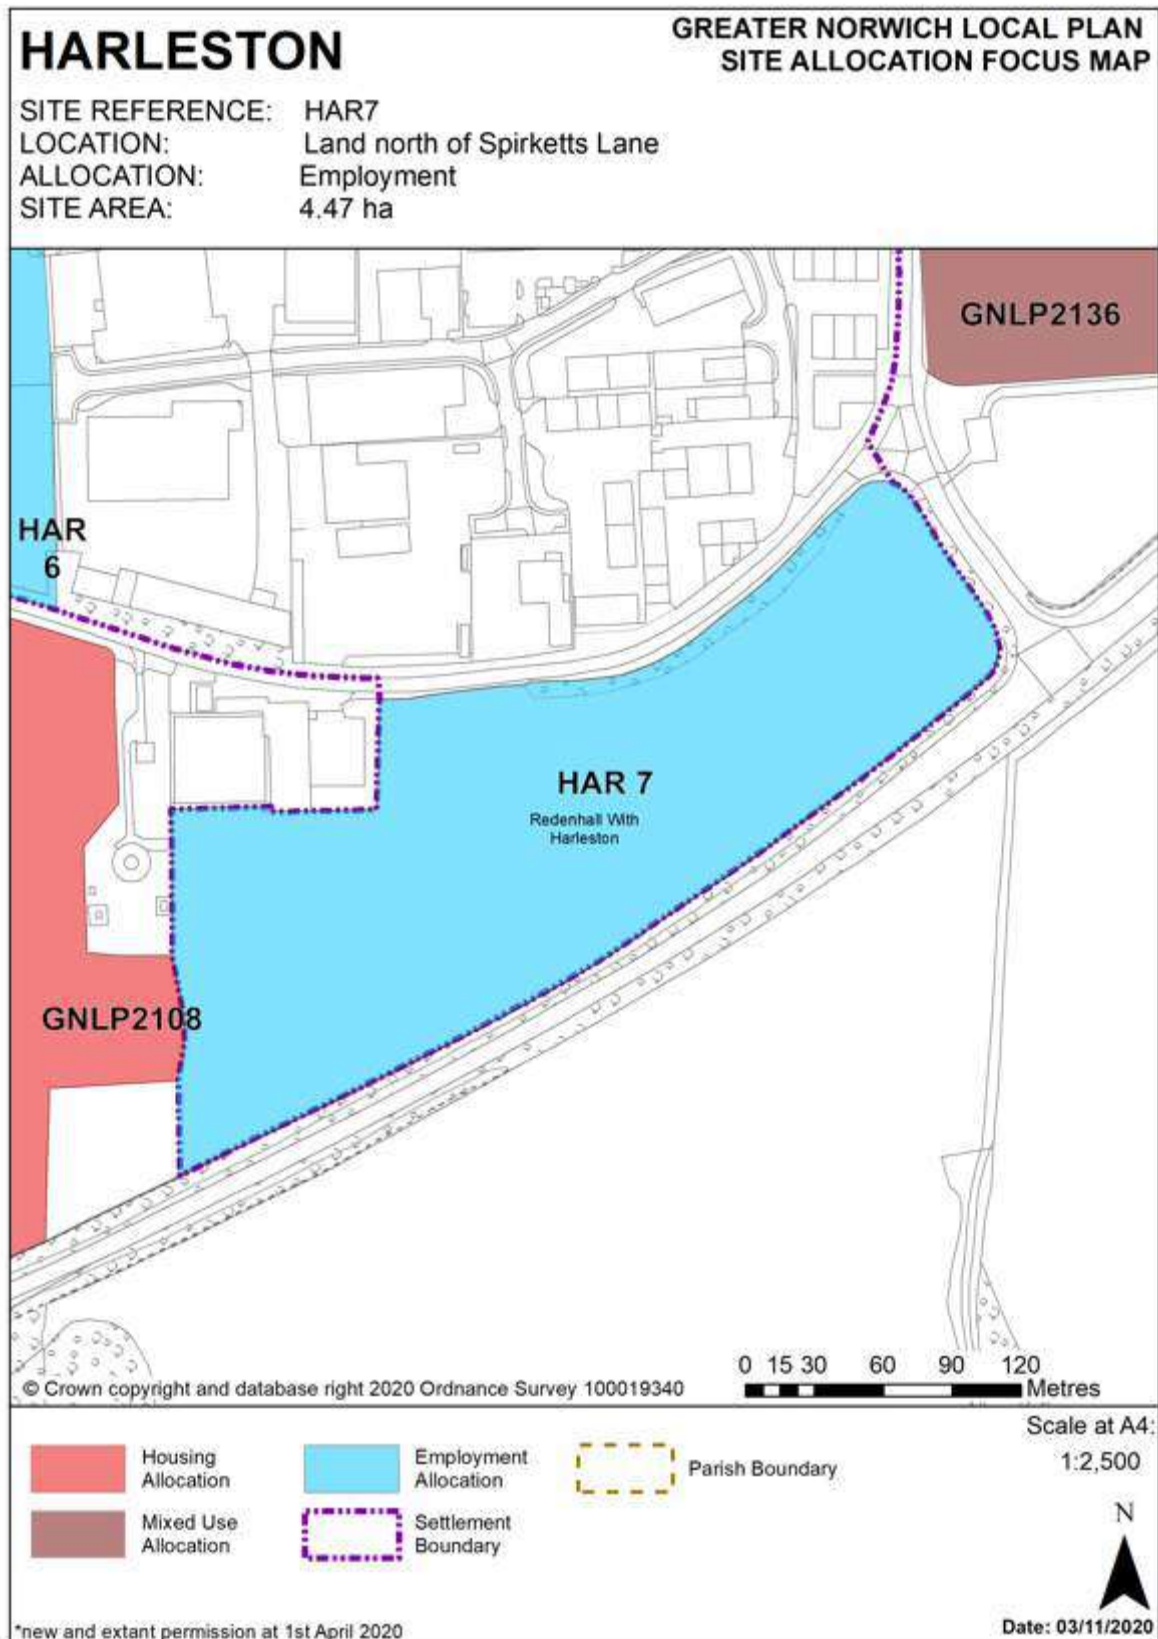 HARLESTON
GREATER NORWICH LOCAL PLAN
SITE ALLOCATION FOCUS MAP
SITE REFERENCE: HAR7
LOCATION: Land north of Spirketts Lane
ALLOCATION: Employment
SITE AREA: 4.47 ha
GNLP2136
HAR
6
HAR 7
Redenhall With
Harleston
GNLP2108
0 15 30 60 90 120
Metres
© Crown copyright and database right 2020 Ordnance Survey 100019340
Housing
Allocation
Employment
Allocation
Parish Boundary
Scale at A4:
1:2,500
Mixed Use
Allocation
Settlement
Boundary
N
*new and extant permission at 1st April 2020
Date: 03/11/2020